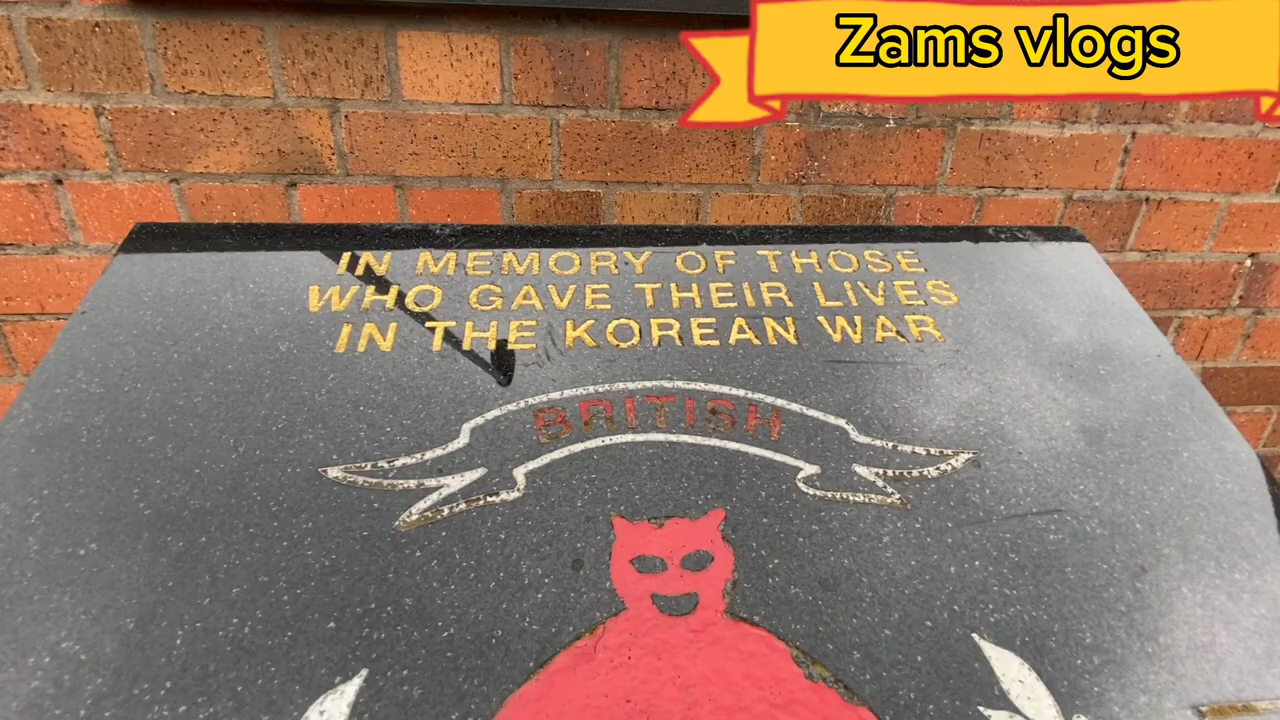 Zams vlogs
IN MEMORY OF THOSE
WHO GAVE THEIR LIVES
IN THE KOREAN WAR
BRITISH